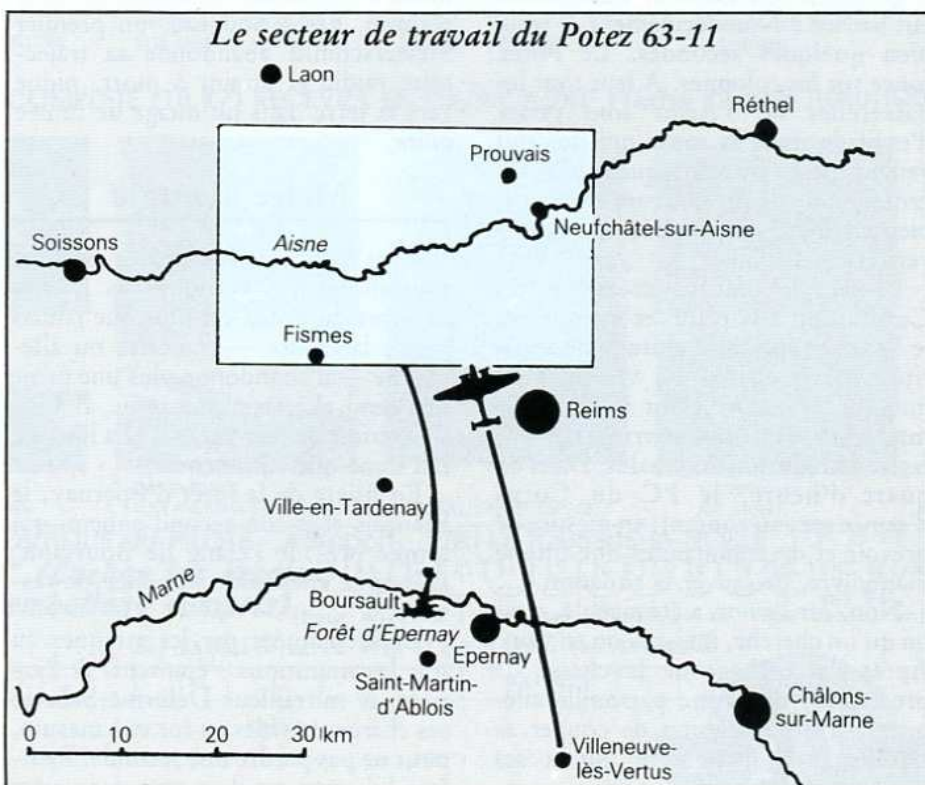 Le secteur de travail du Potez 63-11
Laon
Réthel
Prouvais
Neufchâtel-sur-Aisne
Soissons
Aisne
Fismes
Reims
Ville-en-Tardenay
Marne
Boursault
Forêt d'Epernay
Epernay
Saint-Martin-
d'Ablois
Châlons-
sur-Marne
0 10 20 30 km
Villeneuve-
lès-Vertus